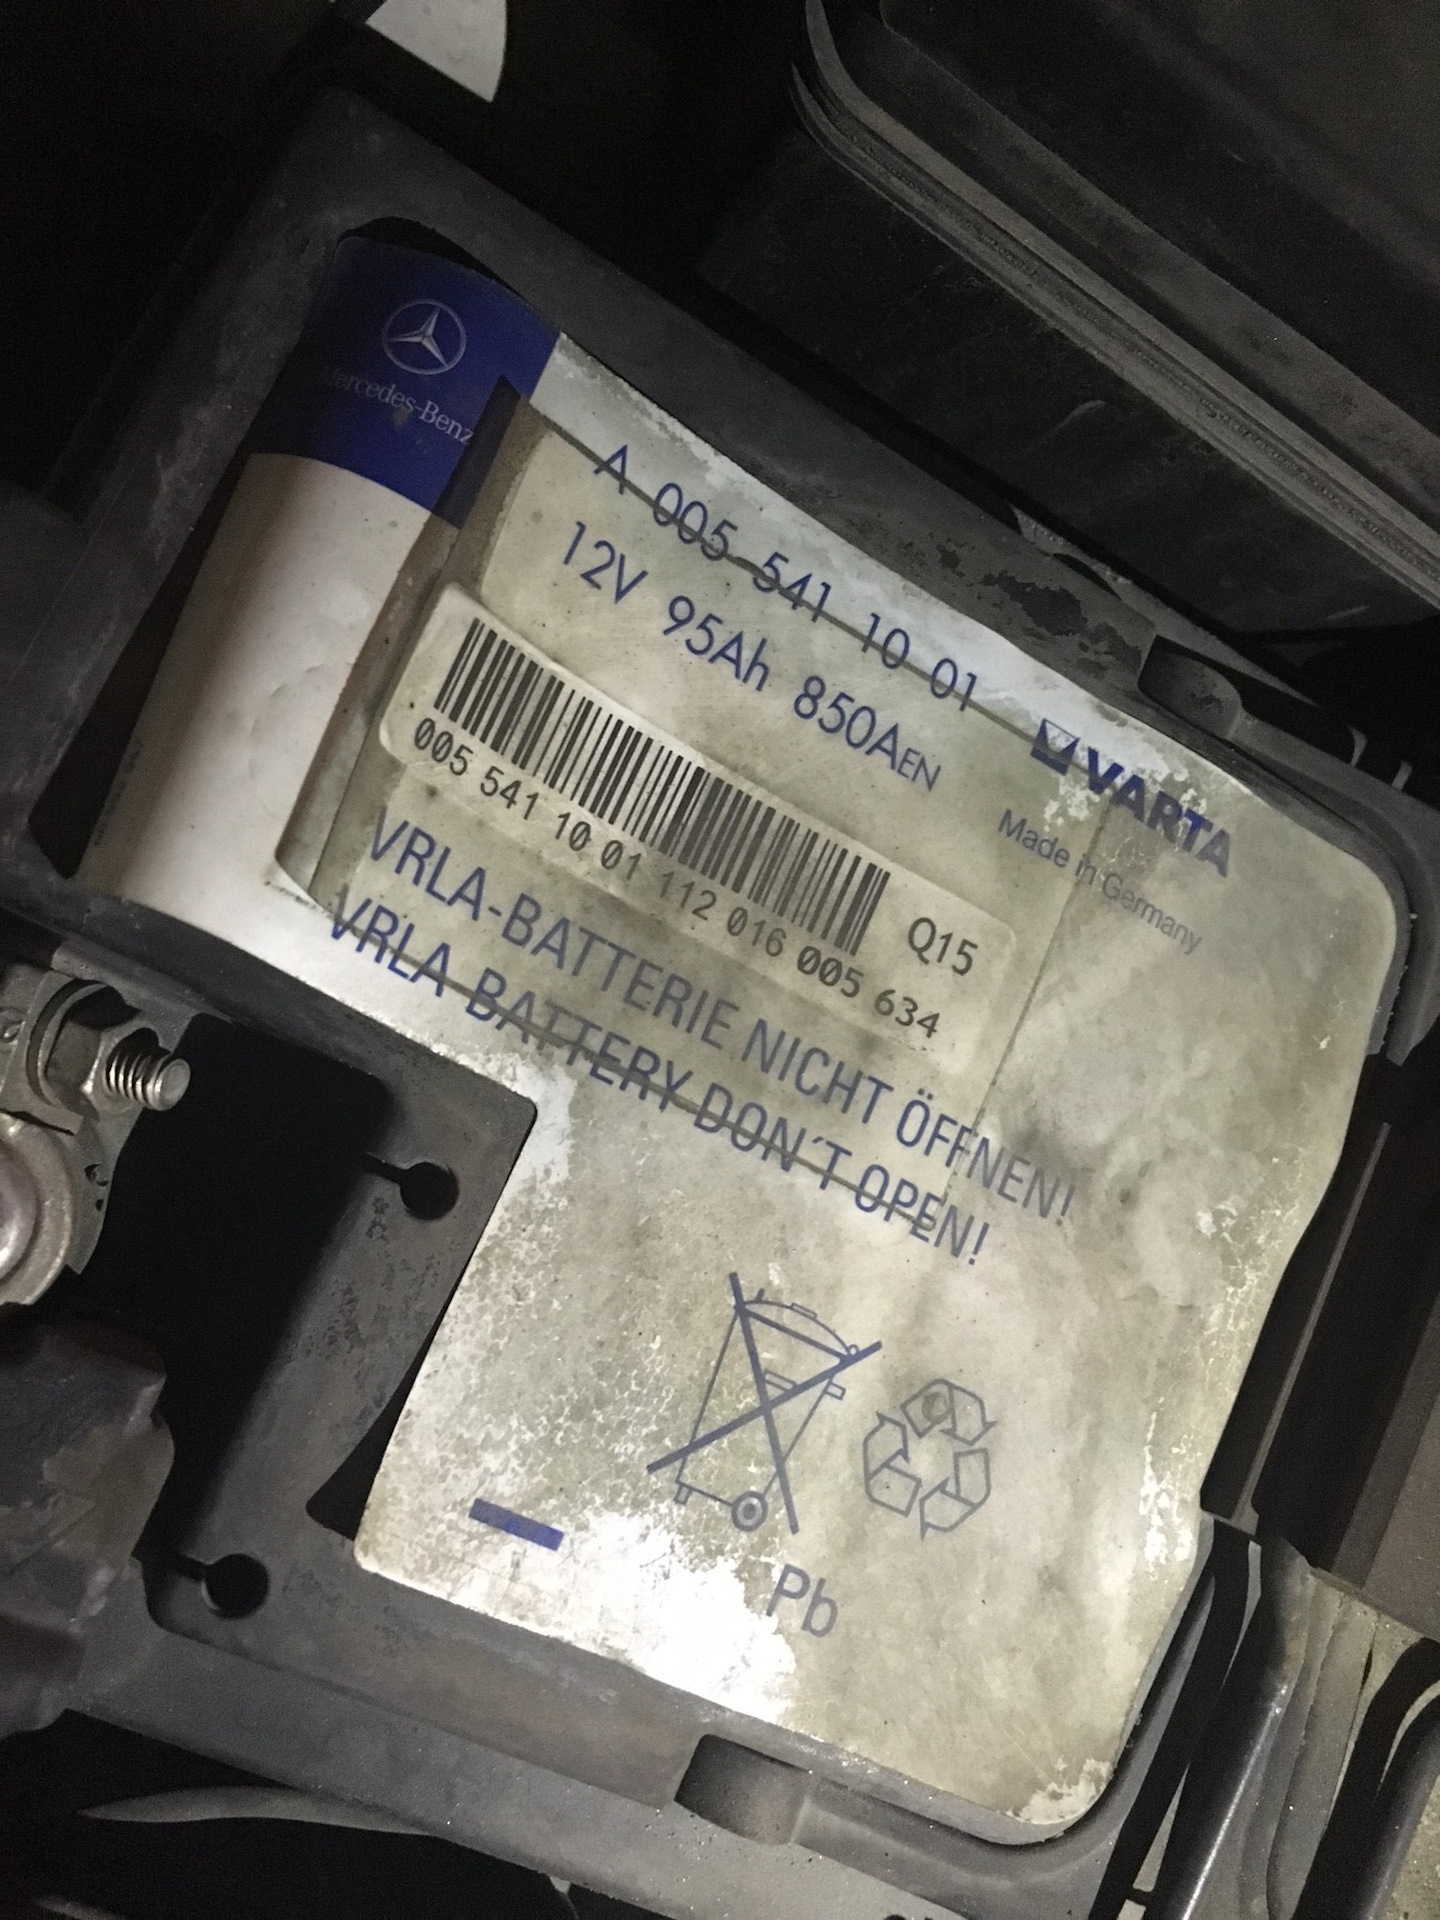 Mercedes-Benz
A 005 541 10 01
12V 95Ah 850AEN
VARTA
Made in Germany
005 541 10 01 112 016 005 634
Q15
VRLA-BATTERIE NICHT ÖFFNEN!
VRLA BATTERY DON´T OPEN!
Pb